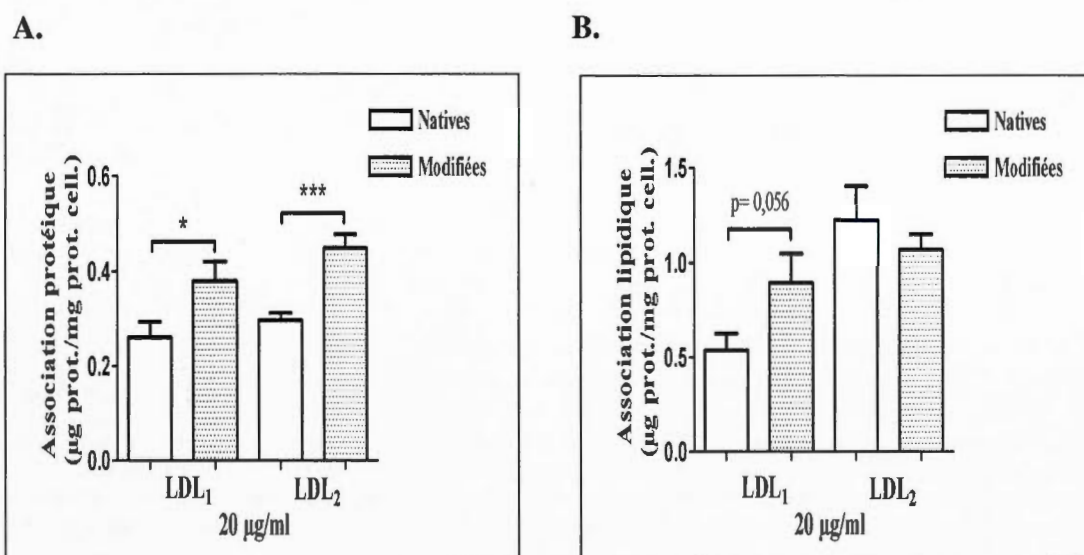 A.
Natives
Modifiées
Association protéique
(µg prot./mg prot. cell.)
0.6
0.4
0.2
0.0
*
***
LDL1
LDL2
20 µg/ml
B.
Natives
Modifiées
Association lipidique
(µg prot./mg prot. cell.)
1.5
1.0
0.5
0.0
p= 0,056
LDL1
LDL2
20 µg/ml